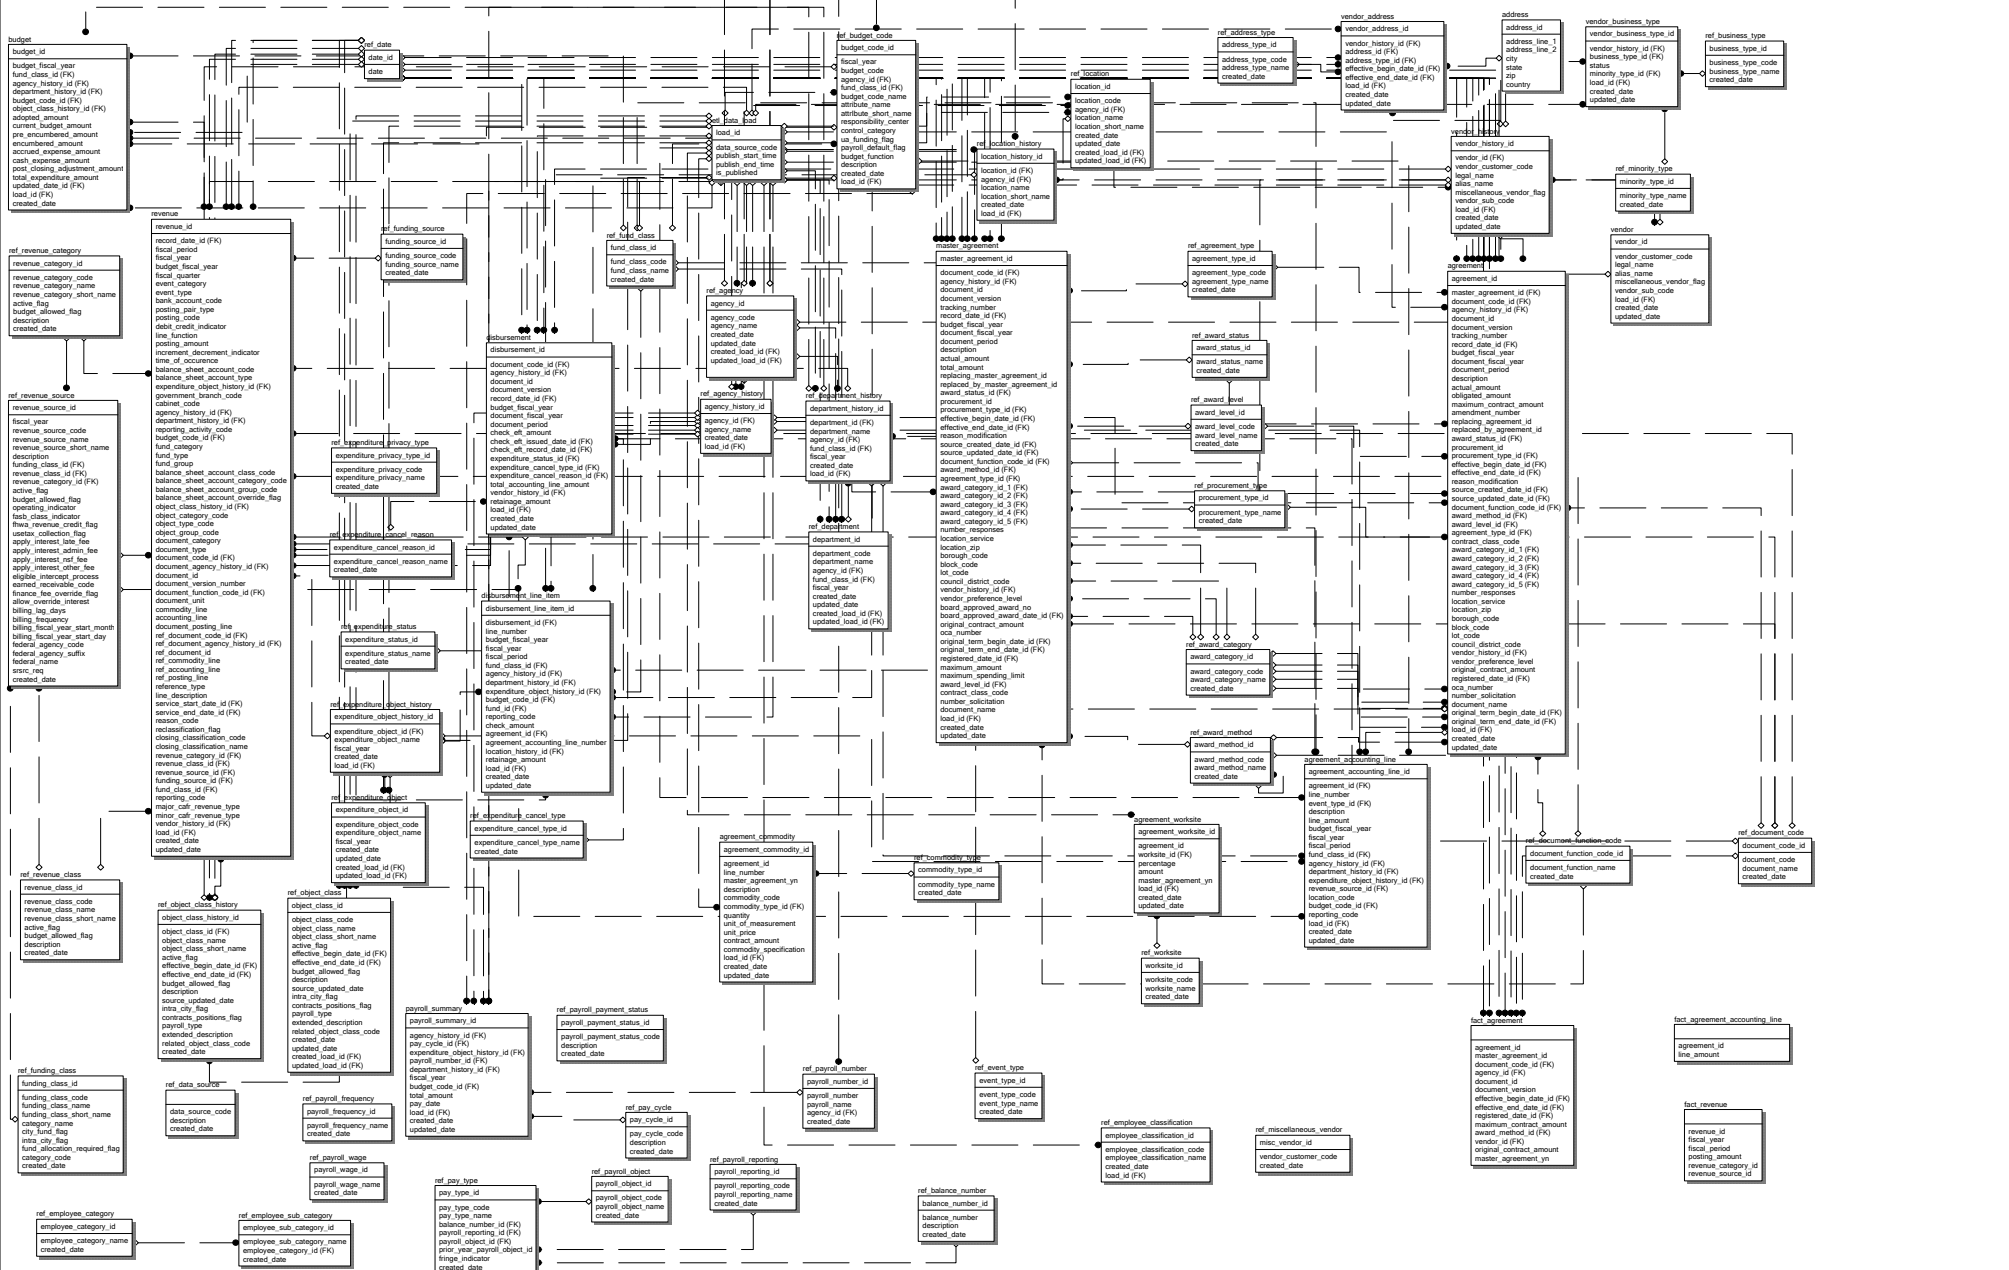 budget
budget_id
budget_fiscal_year
fund_class_id (FK)
agency_history_id (FK)
department_history_id (FK)
budget_code_id (FK)
object_class_history_id (FK)
adopted_amount
current_budget_amount
pre_encumbered_amount
encumbered_amount
accrued_expense_amount
cash_expense_amount
post_closing_adjustment_amount
total_expenditure_amount
updated_date_id (FK)
load_id (FK)
created_date
ref_date
date_id
date
etl_data_load
load_id
data_source_code
publish_start_time
publish_end_time
is_published
ref_budget_code
budget_code_id
fiscal_year
budget_code
agency_id (FK)
fund_class_id (FK)
budget_code_name
attribute_name
attribute_short_name
responsibility_center
control_category
ua_funding_flag
payroll_default_flag
budget_function
description
created_date
load_id (FK)
ref_location
location_id
location_code
agency_id (FK)
location_name
location_short_name
created_date
updated_date
created_load_id (FK)
updated_load_id (FK)
ref_location_history
location_history_id
location_id (FK)
agency_id (FK)
location_name
location_short_name
created_date
load_id (FK)
ref_address_type
address_type_id
address_type_code
address_type_name
created_date
vendor_address
vendor_address_id
vendor_history_id (FK)
address_id (FK)
address_type_id (FK)
effective_begin_date_id (FK)
effective_end_date_id (FK)
load_id (FK)
created_date
updated_date
address
address_id
address_line_1
address_line_2
city
state
zip
country
vendor_business_type
vendor_business_type_id
vendor_history_id (FK)
business_type_id (FK)
status
minority_type_id (FK)
load_id (FK)
created_date
updated_date
ref_business_type
business_type_id
business_type_code
business_type_name
created_date
vendor_history
vendor_history_id
vendor_id (FK)
vendor_customer_code
legal_name
alias_name
miscellaneous_vendor_flag
vendor_sub_code
load_id (FK)
created_date
updated_date
ref_minority_type
minority_type_id
minority_type_name
created_date
vendor
vendor_id
vendor_customer_code
legal_name
alias_name
miscellaneous_vendor_flag
vendor_sub_code
load_id (FK)
created_date
updated_date
revenue
revenue_id
record_date_id (FK)
fiscal_period
fiscal_year
budget_fiscal_year
fiscal_quarter
event_category
event_type
bank_account_code
posting_pair_type
posting_code
debit_credit_indicator
line_function
posting_amount
increment_decrement_indicator
time_of_occurence
balance_sheet_account_code
balance_sheet_account_type
expenditure_object_history_id (FK)
government_branch_code
cabinet_code
agency_history_id (FK)
department_history_id (FK)
reporting_activity_code
budget_code_id (FK)
fund_category
fund_type
fund_group
balance_sheet_account_class_code
balance_sheet_account_category_code
balance_sheet_account_group_code
balance_sheet_account_override_flag
object_class_history_id (FK)
object_category_code
object_type_code
object_group_code
document_category
document_type
document_code_id (FK)
document_agency_history_id (FK)
document_id
document_version_number
document_function_code_id (FK)
document_unit
commodity_line
accounting_line
document_posting_line
ref_document_code_id (FK)
ref_document_agency_history_id (FK)
ref_document_id
ref_commodity_line
ref_accounting_line
ref_posting_line
reference_type
line_description
service_start_date_id (FK)
service_end_date_id (FK)
reason_code
reclassification_flag
closing_classification_code
closing_classification_name
revenue_category_id (FK)
revenue_class_id (FK)
revenue_source_id (FK)
funding_source_id (FK)
fund_class_id (FK)
reporting_code
major_cafr_revenue_type
minor_cafr_revenue_type
vendor_history_id (FK)
load_id (FK)
created_date
updated_date
ref_revenue_category
revenue_category_id
revenue_category_code
revenue_category_name
revenue_category_short_name
active_flag
budget_allowed_flag
description
created_date
ref_revenue_source
revenue_source_id
fiscal_year
revenue_source_code
revenue_source_name
revenue_source_short_name
description
funding_class_id (FK)
revenue_class_id (FK)
revenue_category_id (FK)
active_flag
budget_allowed_flag
operating_indicator
fasb_class_indicator
fhwa_revenue_credit_flag
usetax_collection_flag
apply_interest_late_fee
apply_interest_admin_fee
apply_interest_nsf_fee
apply_interest_other_fee
eligible_intercept_process
earned_receivable_code
finance_fee_override_flag
allow_override_interest
billing_lag_days
billing_frequency
billing_fiscal_year_start_month
billing_fiscal_year_start_day
federal_agency_code
federal_agency_suffix
federal_name
srsrc_req
created_date
ref_funding_source
funding_source_id
funding_source_code
funding_source_name
created_date
ref_fund_class
fund_class_id
fund_class_code
fund_class_name
created_date
ref_agency
agency_id
agency_code
agency_name
created_date
updated_date
created_load_id (FK)
updated_load_id (FK)
ref_agency_history
agency_history_id
agency_id (FK)
agency_name
created_date
load_id (FK)
ref_department_history
department_history_id
department_id (FK)
department_name
agency_id (FK)
fund_class_id (FK)
fiscal_year
created_date
load_id (FK)
ref_department
department_id
department_code
department_name
agency_id (FK)
fund_class_id (FK)
fiscal_year
created_date
updated_date
created_load_id (FK)
updated_load_id (FK)
disbursement
disbursement_id
document_code_id (FK)
agency_history_id (FK)
document_id
document_version
record_date_id (FK)
budget_fiscal_year
document_fiscal_year
document_period
check_eft_amount
check_eft_issued_date_id (FK)
check_eft_record_date_id (FK)
expenditure_status_id (FK)
expenditure_cancel_type_id (FK)
expenditure_cancel_reason_id (FK)
total_accounting_line_amount
vendor_history_id (FK)
retainage_amount
load_id (FK)
created_date
updated_date
ref_expenditure_privacy_type
expenditure_privacy_type_id
expenditure_privacy_code
expenditure_privacy_name
created_date
ref_expenditure_cancel_reason
expenditure_cancel_reason_id
expenditure_cancel_reason_name
created_date
ref_expenditure_status
expenditure_status_id
expenditure_status_name
created_date
ref_expenditure_object_history
expenditure_object_history_id
expenditure_object_id (FK)
expenditure_object_name
fiscal_year
created_date
load_id (FK)
ref_expenditure_object
expenditure_object_id
expenditure_object_code
expenditure_object_name
fiscal_year
created_date
updated_date
created_load_id (FK)
updated_load_id (FK)
disbursement_line_item
disbursement_line_item_id
disbursement_id (FK)
line_number
budget_fiscal_year
fiscal_year
fiscal_period
fund_class_id (FK)
agency_history_id (FK)
department_history_id (FK)
expenditure_object_history_id (FK)
budget_code_id (FK)
fund_id (FK)
reporting_code
check_amount
agreement_id (FK)
agreement_accounting_line_number
location_history_id (FK)
retainage_amount
load_id (FK)
created_date
updated_date
ref_expenditure_cancel_type
expenditure_cancel_type_id
expenditure_cancel_type_name
created_date
master_agreement
master_agreement_id
document_code_id (FK)
agency_history_id (FK)
document_id
document_version
tracking_number
record_date_id (FK)
budget_fiscal_year
document_fiscal_year
document_period
description
actual_amount
total_amount
replacing_master_agreement_id
replaced_by_master_agreement_id
award_status_id (FK)
procurement_id
procurement_type_id (FK)
effective_begin_date_id (FK)
effective_end_date_id (FK)
reason_modification
source_created_date_id (FK)
source_updated_date_id (FK)
document_function_code_id (FK)
award_method_id (FK)
agreement_type_id (FK)
award_category_id_1 (FK)
award_category_id_2 (FK)
award_category_id_3 (FK)
award_category_id_4 (FK)
award_category_id_5 (FK)
number_responses
location_service
location_zip
borough_code
block_code
lot_code
council_district_code
vendor_history_id (FK)
vendor_preference_level
board_approved_award_no
board_approved_award_date_id (FK)
original_contract_amount
oca_number
original_term_begin_date_id (FK)
original_term_end_date_id (FK)
registered_date_id (FK)
maximum_amount
maximum_spending_limit
award_level_id (FK)
contract_class_code
number_solicitation
document_name
load_id (FK)
created_date
updated_date
ref_agreement_type
agreement_type_id
agreement_type_code
agreement_type_name
created_date
ref_award_status
award_status_id
award_status_name
created_date
ref_award_level
award_level_id
award_level_code
award_level_name
created_date
ref_procurement_type
procurement_type_id
procurement_type_name
created_date
ref_award_category
award_category_id
award_category_code
award_category_name
created_date
ref_award_method
award_method_id
award_method_code
award_method_name
created_date
agreement
agreement_id
master_agreement_id (FK)
document_code_id (FK)
agency_history_id (FK)
document_id
document_version
tracking_number
record_date_id (FK)
budget_fiscal_year
document_fiscal_year
document_period
description
actual_amount
obligated_amount
maximum_contract_amount
amendment_number
replacing_agreement_id
replaced_by_agreement_id
award_status_id (FK)
procurement_id
procurement_type_id (FK)
effective_begin_date_id (FK)
effective_end_date_id (FK)
reason_modification
source_created_date_id (FK)
source_updated_date_id (FK)
document_function_code_id (FK)
award_method_id (FK)
award_level_id (FK)
agreement_type_id (FK)
contract_class_code
award_category_id_1 (FK)
award_category_id_2 (FK)
award_category_id_3 (FK)
award_category_id_4 (FK)
award_category_id_5 (FK)
number_responses
location_service
location_zip
borough_code
block_code
lot_code
council_district_code
vendor_history_id (FK)
vendor_preference_level
original_contract_amount
registered_date_id (FK)
oca_number
number_solicitation
document_name
original_term_begin_date_id (FK)
original_term_end_date_id (FK)
load_id (FK)
created_date
updated_date
agreement_accounting_line
agreement_accounting_line_id
agreement_id (FK)
line_number
event_type_id (FK)
description
line_amount
budget_fiscal_year
fiscal_year
fiscal_period
fund_class_id (FK)
agency_history_id (FK)
department_history_id (FK)
expenditure_object_history_id (FK)
revenue_source_id (FK)
location_code
budget_code_id (FK)
reporting_code
load_id (FK)
created_date
updated_date
agreement_commodity
agreement_commodity_id
agreement_id
line_number
master_agreement_yn
description
commodity_code
commodity_type_id (FK)
quantity
unit_of_measurement
unit_price
contract_amount
commodity_specification
load_id (FK)
created_date
updated_date
ref_commodity_type
commodity_type_id
commodity_type_name
created_date
agreement_worksite
agreement_worksite_id
agreement_id
worksite_id (FK)
percentage
amount
master_agreement_yn
load_id (FK)
created_date
updated_date
ref_worksite
worksite_id
worksite_code
worksite_name
created_date
ref_document_function_code
document_function_code_id
document_function_name
created_date
ref_document_code
document_code_id
document_code
document_name
created_date
ref_revenue_class
revenue_class_id
revenue_class_code
revenue_class_name
revenue_class_short_name
active_flag
budget_allowed_flag
description
created_date
ref_object_class_history
object_class_history_id
object_class_id (FK)
object_class_name
object_class_short_name
active_flag
effective_begin_date_id (FK)
effective_end_date_id (FK)
budget_allowed_flag
description
source_updated_date
intra_city_flag
contracts_positions_flag
payroll_type
extended_description
related_object_class_code
created_date
load_id (FK)
ref_object_class
object_class_id
object_class_code
object_class_name
object_class_short_name
active_flag
effective_begin_date_id (FK)
effective_end_date_id (FK)
budget_allowed_flag
description
source_updated_date
intra_city_flag
contracts_positions_flag
payroll_type
extended_description
related_object_class_code
created_date
updated_date
created_load_id (FK)
updated_load_id (FK)
payroll_summary
payroll_summary_id
agency_history_id (FK)
pay_cycle_id (FK)
expenditure_object_history_id (FK)
payroll_number_id (FK)
department_history_id (FK)
fiscal_year
budget_code_id (FK)
total_amount
pay_date
load_id (FK)
created_date
updated_date
ref_payroll_payment_status
payroll_payment_status_id
payroll_payment_status_code
description
created_date
ref_payroll_number
payroll_number_id
payroll_number
payroll_name
agency_id (FK)
created_date
ref_event_type
event_type_id
event_type_code
event_type_name
created_date
ref_funding_class
funding_class_id
funding_class_code
funding_class_name
funding_class_short_name
category_name
city_fund_flag
intra_city_flag
fund_allocation_required_flag
category_code
created_date
ref_data_source
data_source_code
description
created_date
ref_payroll_frequency
payroll_frequency_id
payroll_frequency_name
created_date
ref_pay_cycle
pay_cycle_id
pay_cycle_code
description
created_date
ref_payroll_wage
payroll_wage_id
payroll_wage_name
created_date
ref_pay_type
pay_type_id
pay_type_code
pay_type_name
balance_number_id (FK)
payroll_reporting_id (FK)
payroll_object_id (FK)
prior_year_payroll_object_id
fringe_indicator
created_date
ref_payroll_object
payroll_object_id
payroll_object_code
payroll_object_name
created_date
ref_payroll_reporting
payroll_reporting_id
payroll_reporting_code
payroll_reporting_name
created_date
ref_balance_number
balance_number_id
balance_number
description
created_date
ref_employee_classification
employee_classification_id
employee_classification_code
employee_classification_name
created_date
load_id (FK)
ref_miscellaneous_vendor
misc_vendor_id
vendor_customer_code
created_date
ref_employee_category
employee_category_id
employee_category_name
created_date
ref_employee_sub_category
employee_sub_category_id
employee_sub_category_name
employee_category_id (FK)
created_date
fact_agreement
agreement_id
master_agreement_id
document_code_id (FK)
agency_id (FK)
document_id
document_version
effective_begin_date_id (FK)
effective_end_date_id (FK)
registered_date_id (FK)
maximum_contract_amount
award_method_id (FK)
vendor_id (FK)
original_contract_amount
master_agreement_yn
fact_agreement_accounting_line
agreement_id
line_amount
fact_revenue
revenue_id
fiscal_year
fiscal_period
posting_amount
revenue_category_id
revenue_source_id